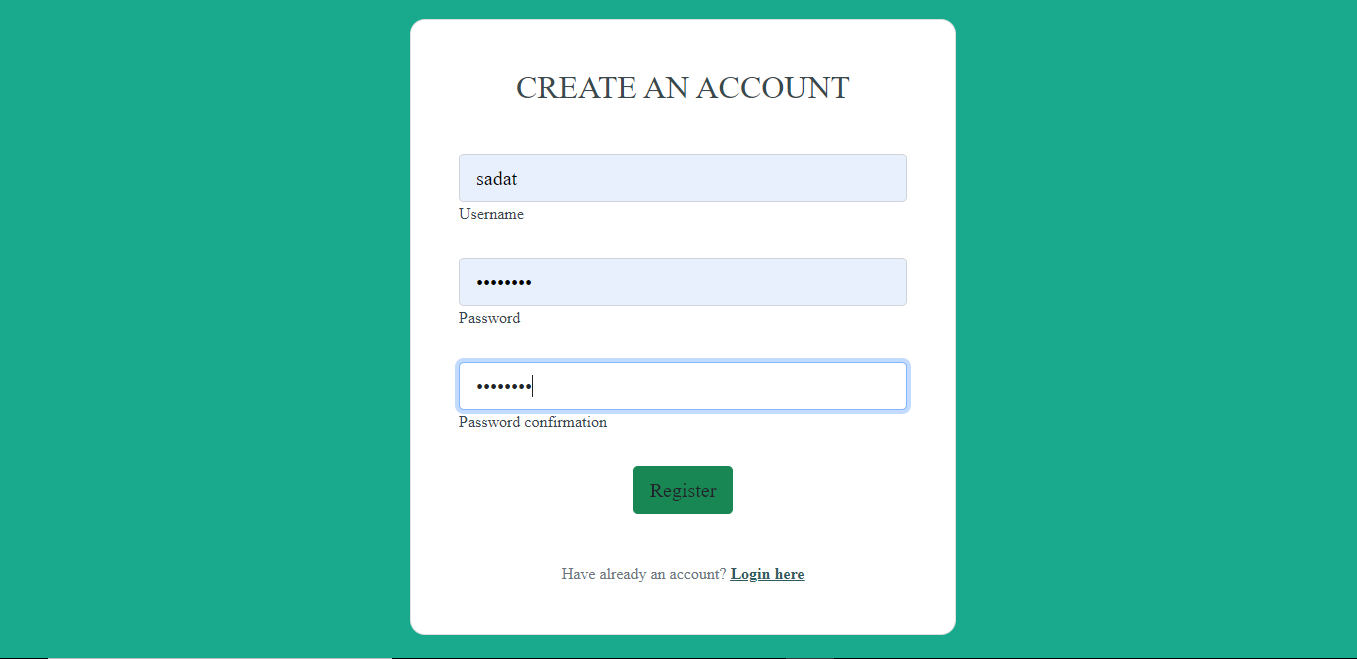 CREATE AN ACCOUNT
sadat
Username
••••••••
Password
••••••••
Password confirmation
Register
Have already an account? Login here